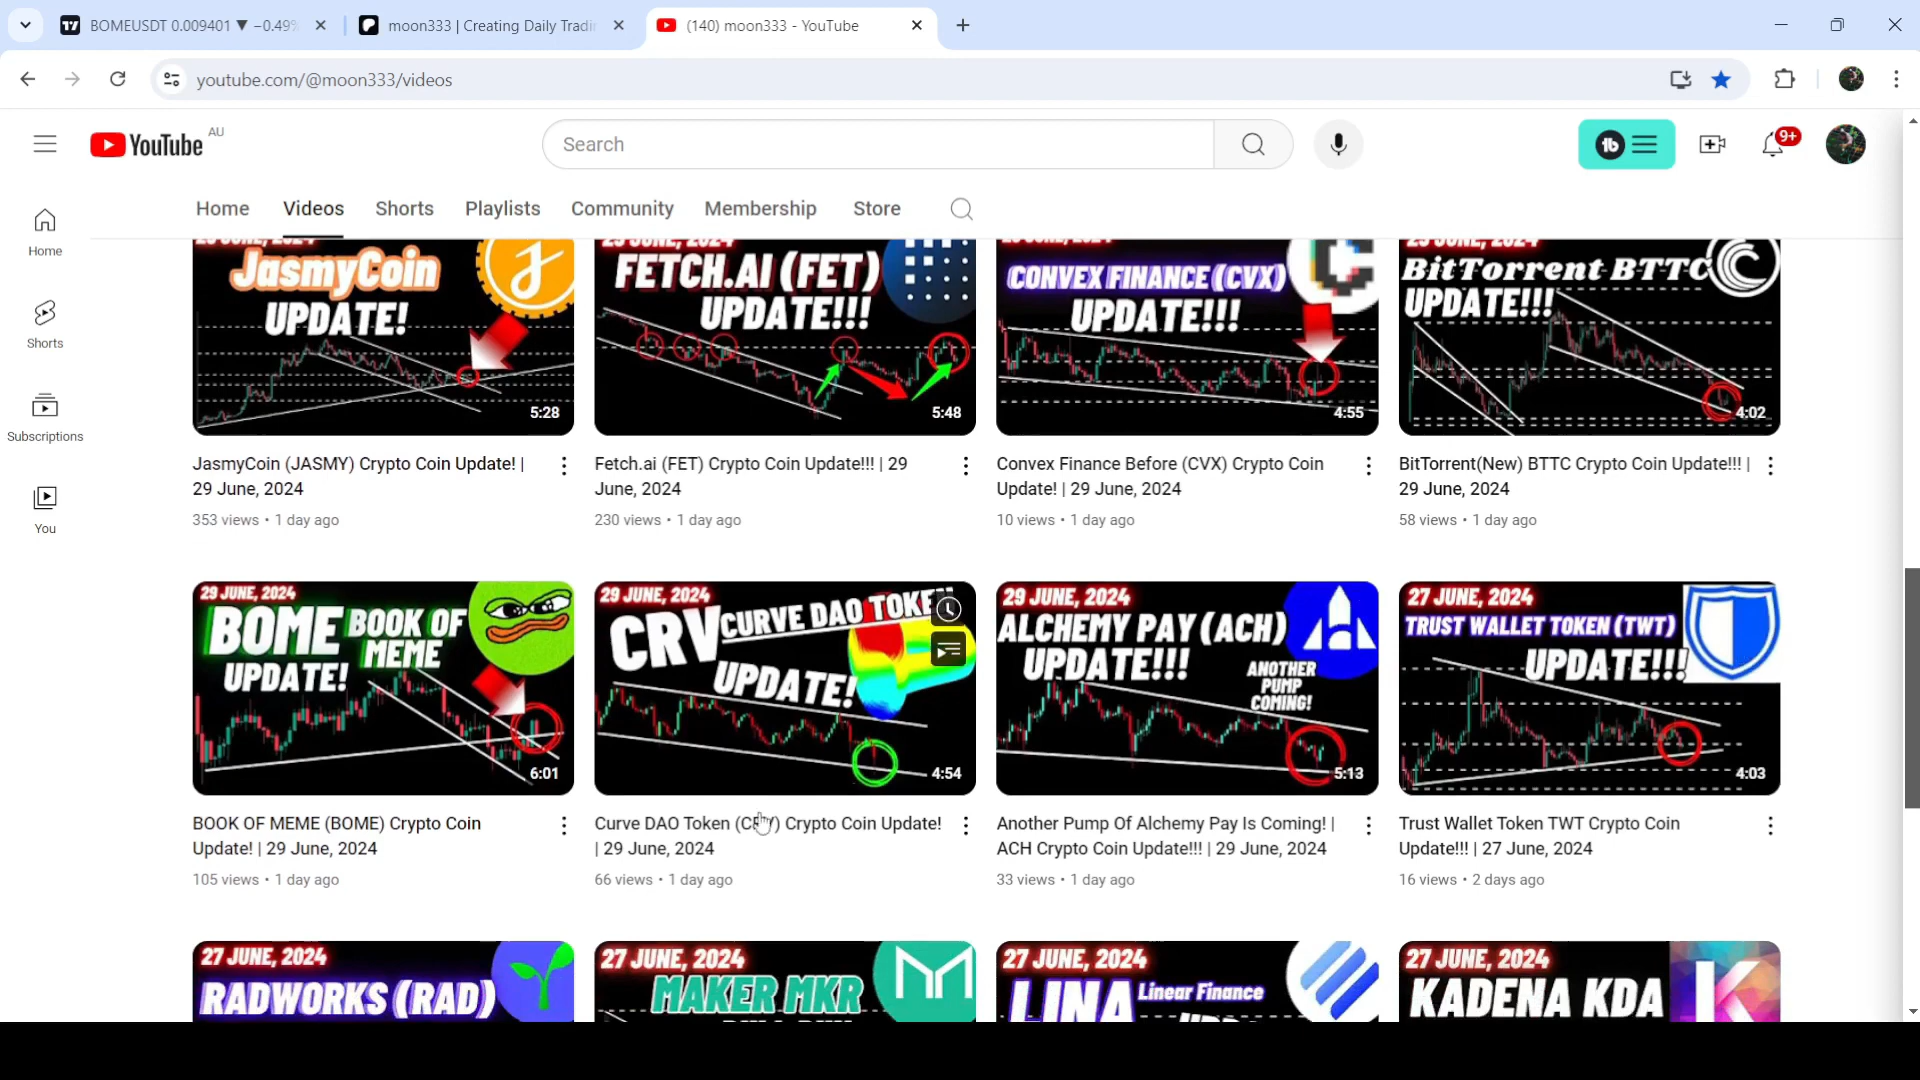 BOMEUSDT 0.009401 ▼ −0.49%
moon333 | Creating Daily Tradin
(140) moon333 - YouTube
youtube.com/@moon333/videos
YouTube AU
Search
9+
Home
Videos
Shorts
Playlists
Community
Membership
Store
Home
Shorts
Subscriptions
You
JasmyCoin
UPDATE!
5:28
FETCH.AI (FET)
UPDATE!!!
5:48
CONVEX FINANCE (CVX)
UPDATE!!!
4:55
BitTorrent BTTC
UPDATE!!!
4:02
JasmyCoin (JASMY) Crypto Coin Update! |
29 June, 2024
353 views • 1 day ago
Fetch.ai (FET) Crypto Coin Update!!! | 29
June, 2024
230 views • 1 day ago
Convex Finance Before (CVX) Crypto Coin
Update! | 29 June, 2024
10 views • 1 day ago
BitTorrent(New) BTTC Crypto Coin Update!!! |
29 June, 2024
58 views • 1 day ago
29 JUNE, 2024
BOME BOOK OF
MEME
UPDATE!
6:01
29 JUNE, 2024
CRV CURVE DAO TOKEN
UPDATE!
4:54
29 JUNE, 2024
ALCHEMY PAY (ACH)
UPDATE!!!
ANOTHER
PUMP
COMING!
5:13
27 JUNE, 2024
TRUST WALLET TOKEN (TWT)
UPDATE!!!
4:03
BOOK OF MEME (BOME) Crypto Coin
Update! | 29 June, 2024
105 views • 1 day ago
Curve DAO Token (CRV) Crypto Coin Update!
| 29 June, 2024
66 views • 1 day ago
Another Pump Of Alchemy Pay Is Coming! |
ACH Crypto Coin Update!!! | 29 June, 2024
33 views • 1 day ago
Trust Wallet Token TWT Crypto Coin
Update!!! | 27 June, 2024
16 views • 2 days ago
27 JUNE, 2024
RADWORKS (RAD)
27 JUNE, 2024
MAKER MKR
27 JUNE, 2024
LINA Linear Finance
27 JUNE, 2024
KADENA KDA